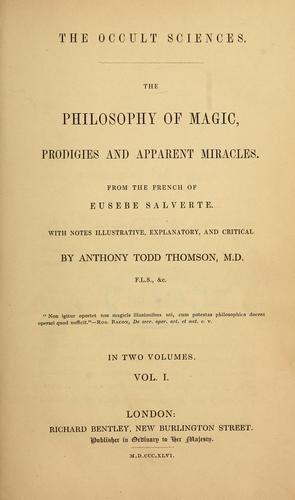 THE OCCULT SCIENCES.
THE
PHILOSOPHY OF MAGIC,
PRODIGIES AND APPARENT MIRACLES.
FROM THE FRENCH OF
EUSEBE SALVERTE.
WITH NOTES ILLUSTRATIVE, EXPLANATORY, AND CRITICAL
BY ANTHONY TODD THOMSON, M.D.
F.L.S., &c.
"Non igitur oportet nos magicis illusionibus uti, cum potestas philosophica docet
operari quod sufficit."—ROG. BACON, De secr. oper. art. et nat. c. v.
IN TWO VOLUMES.
VOL. I.
LONDON:
RICHARD BENTLEY, NEW BURLINGTON STREET.
Publisher in Ordinary to Her Majesty.
M.D.CCC.XLVI.